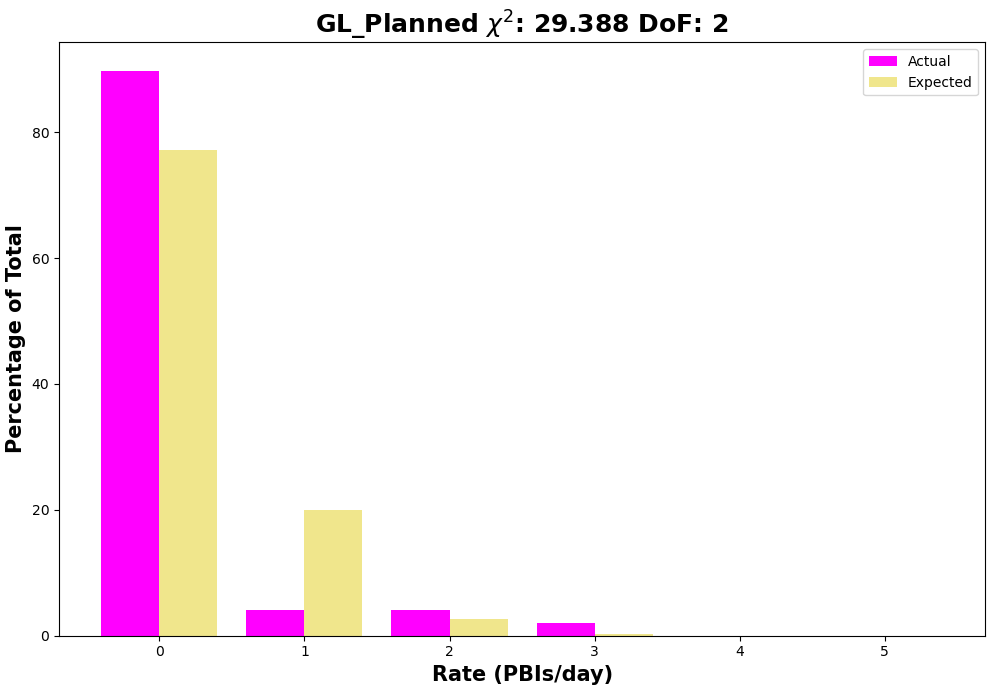 GL_Planned χ²: 29.388 DoF: 2
Actual
Expected
Percentage of Total
80
60
40
20
0
0 1 2 3 4 5
Rate (PBIs/day)